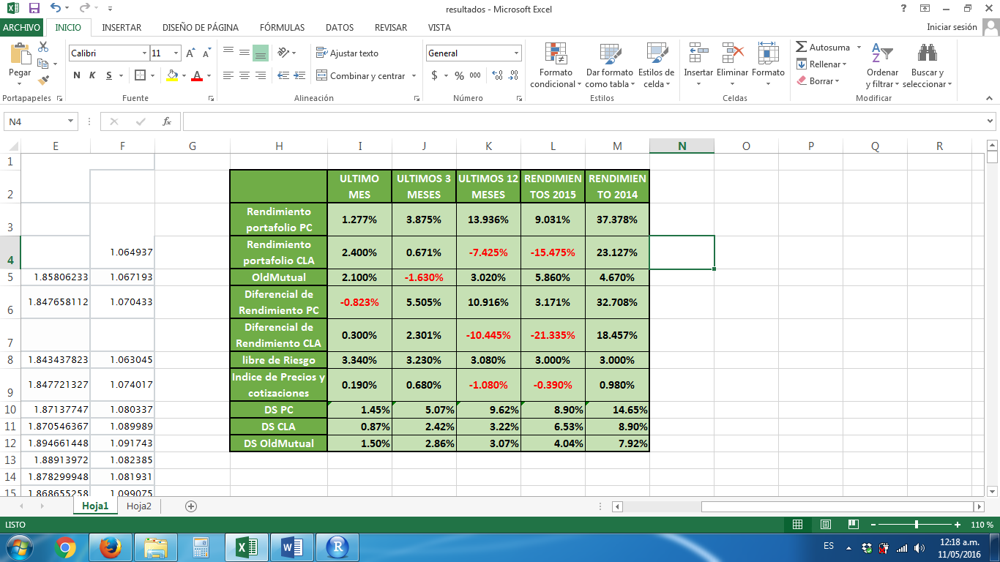 resultados - Microsoft Excel
ARCHIVO INICIO INSERTAR DISEÑO DE PÁGINA FÓRMULAS DATOS REVISAR VISTA Iniciar sesión
Calibri 11 Ajustar texto General Autosuma
Pegar N K S Combinar y centrar $ % 000 Formato condicional Dar formato como tabla Estilos de celda Insertar Eliminar Formato Rellenar Borrar Ordenar y filtrar Buscar y seleccionar
Portapapeles Fuente Alineación Número Estilos Celdas Modificar
N4 fx
E F G H I J K L M N O P Q R
1
2 ULTIMO MES ULTIMOS 3 MESES ULTIMOS 12 MESES RENDIMIEN TOS 2015 RENDIMIEN TO 2014
3 Rendimiento portafolio PC 1.277% 3.875% 13.936% 9.031% 37.378%
4 1.064937 Rendimiento portafolio CLA 2.400% 0.671% -7.425% -15.475% 23.127%
5 1.85806233 1.067193 OldMutual 2.100% -1.630% 3.020% 5.860% 4.670%
6 1.847658112 1.070433 Diferencial de Rendimiento PC -0.823% 5.505% 10.916% 3.171% 32.708%
7 Diferencial de Rendimiento CLA 0.300% 2.301% -10.445% -21.335% 18.457%
8 1.843437823 1.063045 libre de Riesgo 3.340% 3.230% 3.080% 3.000% 3.000%
9 1.847721327 1.074017 Indice de Precios y cotizaciones 0.190% 0.680% -1.080% -0.390% 0.980%
10 1.87137747 1.080337 DS PC 1.45% 5.07% 9.62% 8.90% 14.65%
11 1.870546367 1.089989 DS CLA 0.87% 2.42% 3.22% 6.53% 8.90%
12 1.894661448 1.091743 DS OldMutual 1.50% 2.86% 3.07% 4.04% 7.92%
13 1.88913972 1.082385
14 1.878299948 1.081931
15 1.868655258 1.099075
Hoja1 Hoja2
LISTO 110 %
ES 12:18 a.m.
11/05/2016